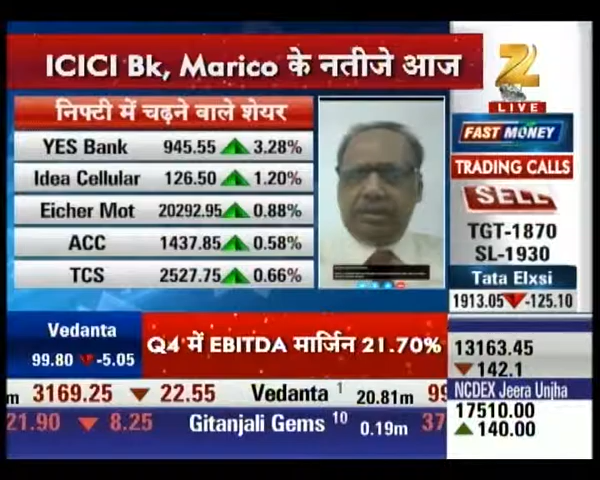 ICICI Bk, Marico के नतीजे आज
LIVE
निफ्टी में चढ़ने वाले शेयर
YES Bank 945.55 3.28%
Idea Cellular 126.50 1.20%
Eicher Mot 20292.95 0.88%
ACC 1437.85 0.58%
TCS 2527.75 0.66%
FAST MONEY
TRADING CALLS
SELL
TGT-1870
SL-1930
Tata Elxsi
1913.05 -125.10
Vedanta
99.80 -5.05
Q4 में EBITDA मार्जिन 21.70%
13163.45
142.1
NCDEX Jeera Unjha
17510.00
140.00
m 3169.25 22.55 Vedanta 1 20.81m 99
21.90 8.25 Gitanjali Gems 10 0.19m 37